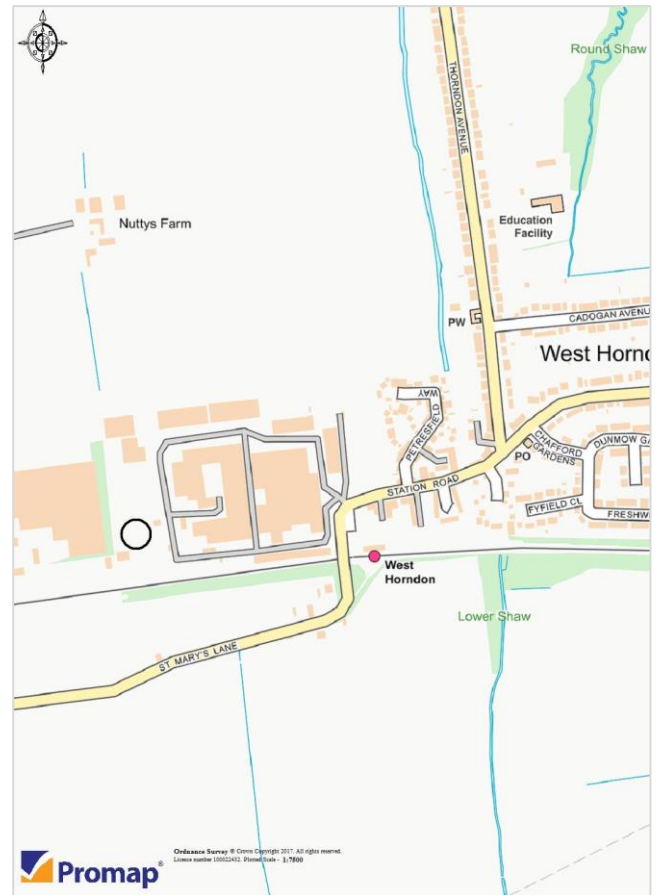 Round Shaw
THORNDON AVENUE
Nuttys Farm
Education
Facility
PW
CADOGAN AVENU
West Hornd
PETRESFIELD
WAY
STATION ROAD
PO
CHAFFORD
GARDENS
DUNMOW GA
FYFIELD CL
FRESHW
West
Horndon
Lower Shaw
ST MARY'S LANE
Promap®
Ordnance Survey © Crown Copyright 2017. All rights reserved.
Licence number 100022432. Plotted Scale - 1:7500